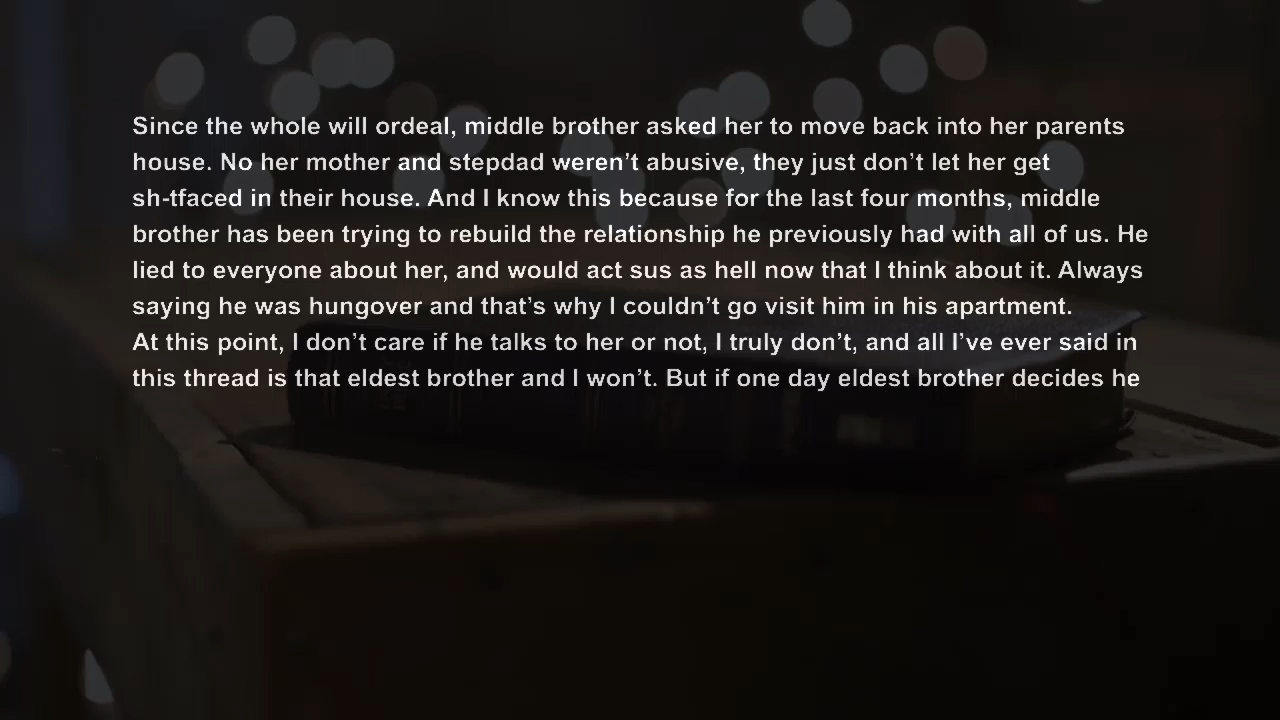 Since the whole will ordeal, middle brother asked her to move back into her parents
house. No her mother and stepdad weren’t abusive, they just don’t let her get
sh-tfaced in their house. And I know this because for the last four months, middle
brother has been trying to rebuild the relationship he previously had with all of us. He
lied to everyone about her, and would act sus as hell now that I think about it. Always
saying he was hungover and that’s why I couldn’t go visit him in his apartment.
At this point, I don’t care if he talks to her or not, I truly don’t, and all I’ve ever said in
this thread is that eldest brother and I won’t. But if one day eldest brother decides he